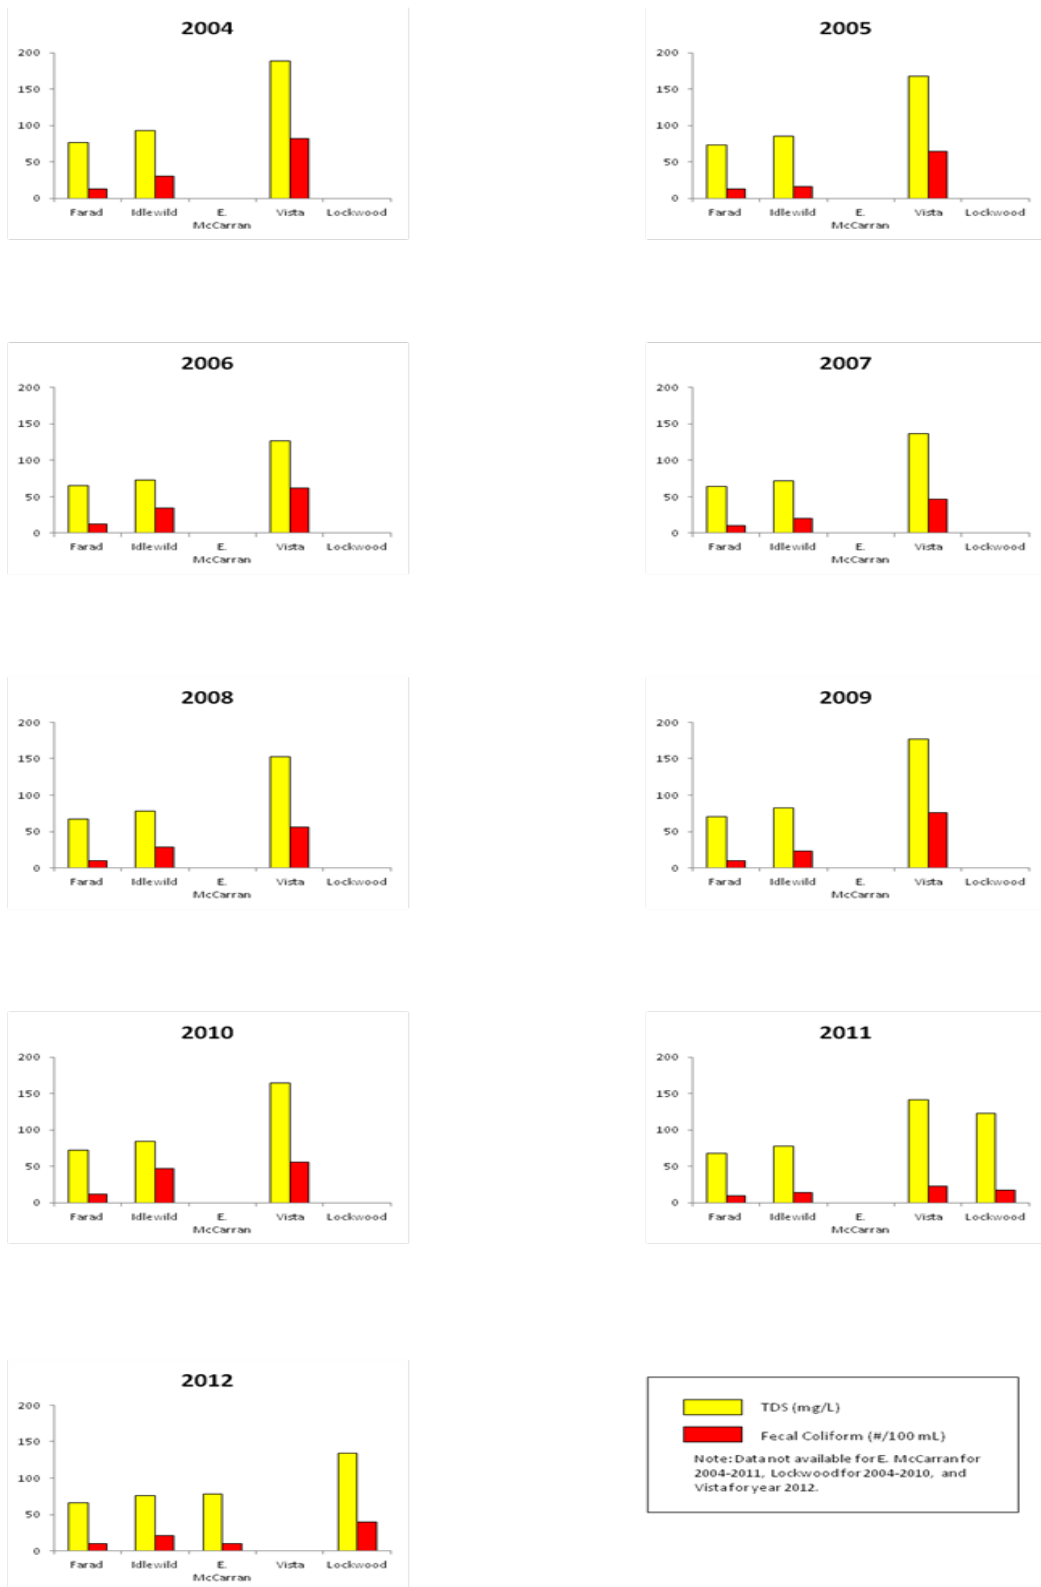 2004
200
150
100
50
0
Farad Idlewild E. Vista Lockwood
McCarran
2005
200
150
100
50
0
Farad Idlewild E. Vista Lockwood
McCarran
2006
200
150
100
50
0
Farad Idlewild E. Vista Lockwood
McCarran
2007
200
150
100
50
0
Farad Idlewild E. Vista Lockwood
McCarran
2008
200
150
100
50
0
Farad Idlewild E. Vista Lockwood
McCarran
2009
200
150
100
50
0
Farad Idlewild E. Vista Lockwood
McCarran
2010
200
150
100
50
0
Farad Idlewild E. Vista Lockwood
McCarran
2011
200
150
100
50
0
Farad Idlewild E. Vista Lockwood
McCarran
2012
200
150
100
50
0
Farad Idlewild E. Vista Lockwood
McCarran
TDS (mg/L)
Fecal Coliform (#/100 mL)
Note: Data not available for E. McCarran for
2004-2011, Lockwood for 2004-2010, and
Vista for year 2012.